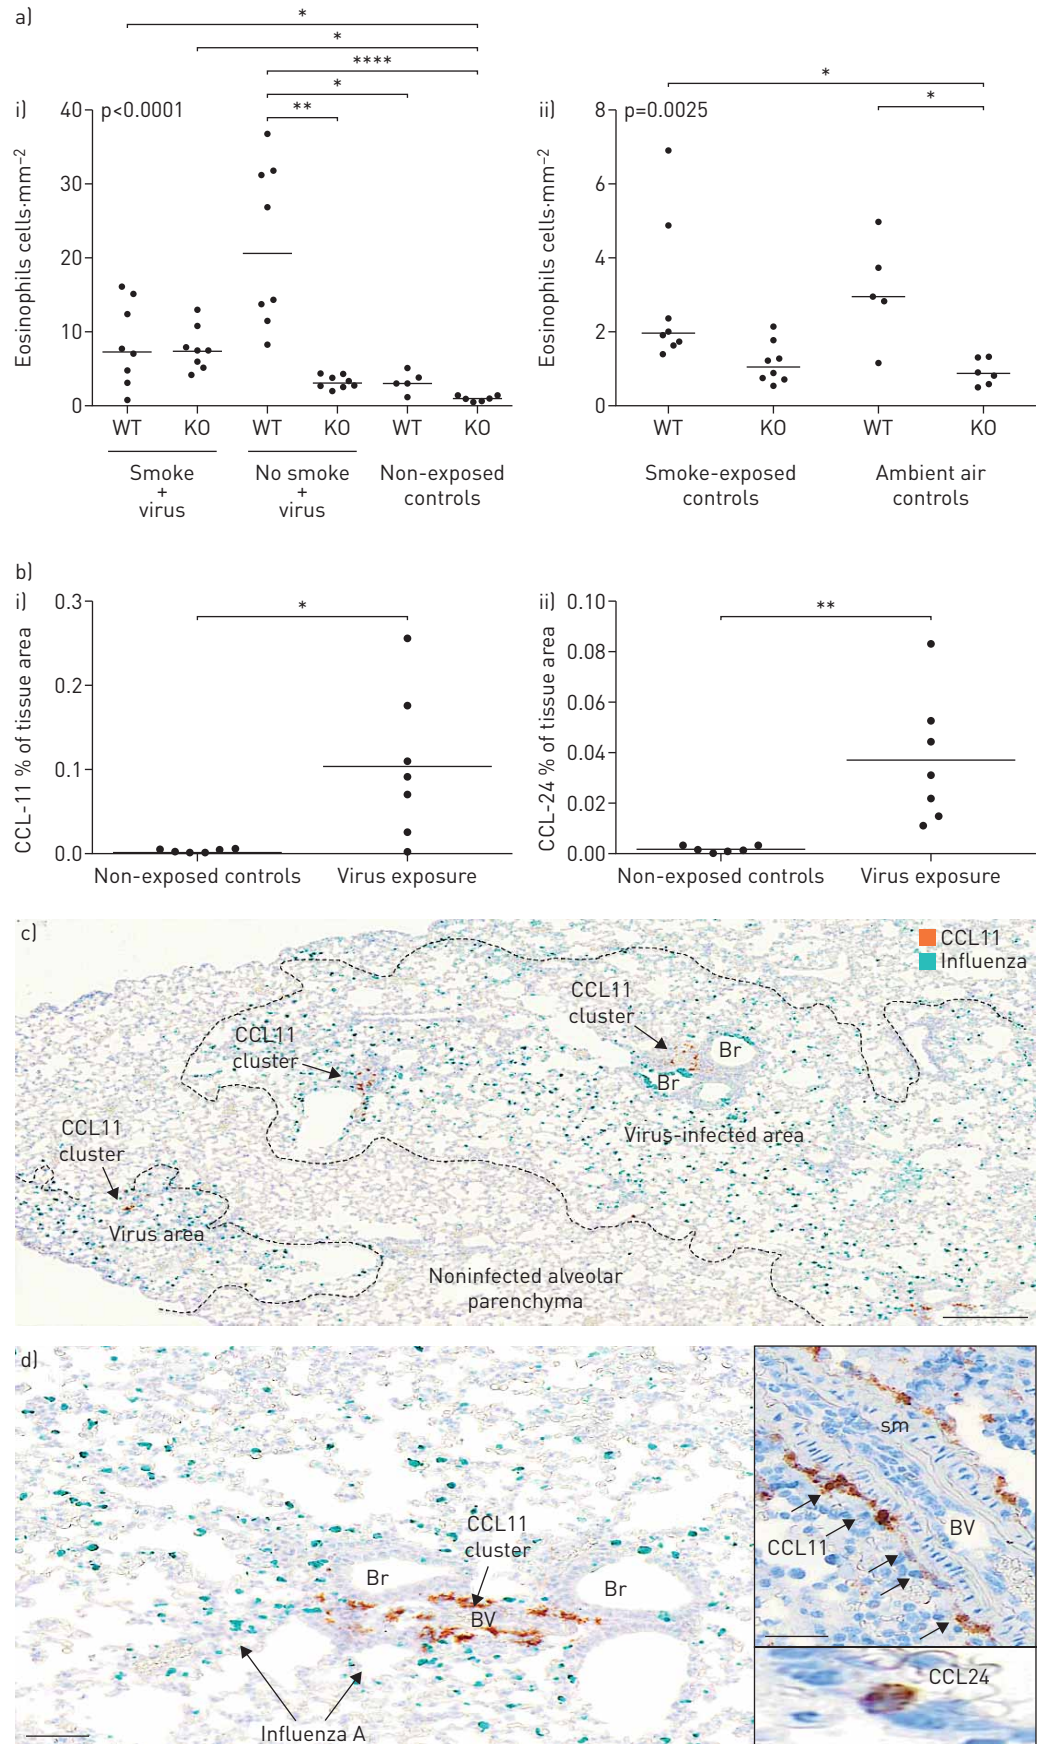 a)
*
*
****
*
**
i)
p<0.0001
Eosinophils cells·mm⁻²
40
30
20
10
0
WT KO WT KO WT KO
Smoke
+
virus
No smoke
+
virus
Non-exposed
controls
*
*
ii)
p=0.0025
Eosinophils cells·mm⁻²
8
6
4
2
0
WT KO WT KO
Smoke-exposed
controls
Ambient air
controls
b)
i)
*
CCL-11 % of tissue area
0.3
0.2
0.1
0.0
Non-exposed controls Virus exposure
ii)
**
CCL-24 % of tissue area
0.10
0.08
0.06
0.04
0.02
0.00
Non-exposed controls Virus exposure
c)
CCL11
Influenza
CCL11
cluster
CCL11
cluster
Br
Br
CCL11
cluster
Virus-infected area
Virus area
Noninfected alveolar
parenchyma
d)
CCL11
cluster
Br
Br
BV
Influenza A
sm
BV
CCL11
CCL24